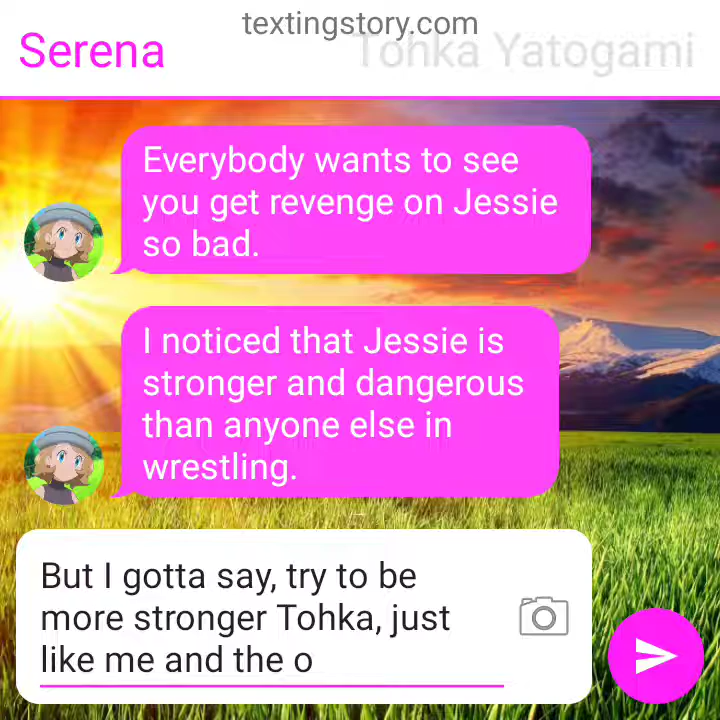 textingstory.com
Serena
Tohka Yatogami
Everybody wants to see
you get revenge on Jessie
so bad.
I noticed that Jessie is
stronger and dangerous
than anyone else in
wrestling.
But I gotta say, try to be
more stronger Tohka, just
like me and the o